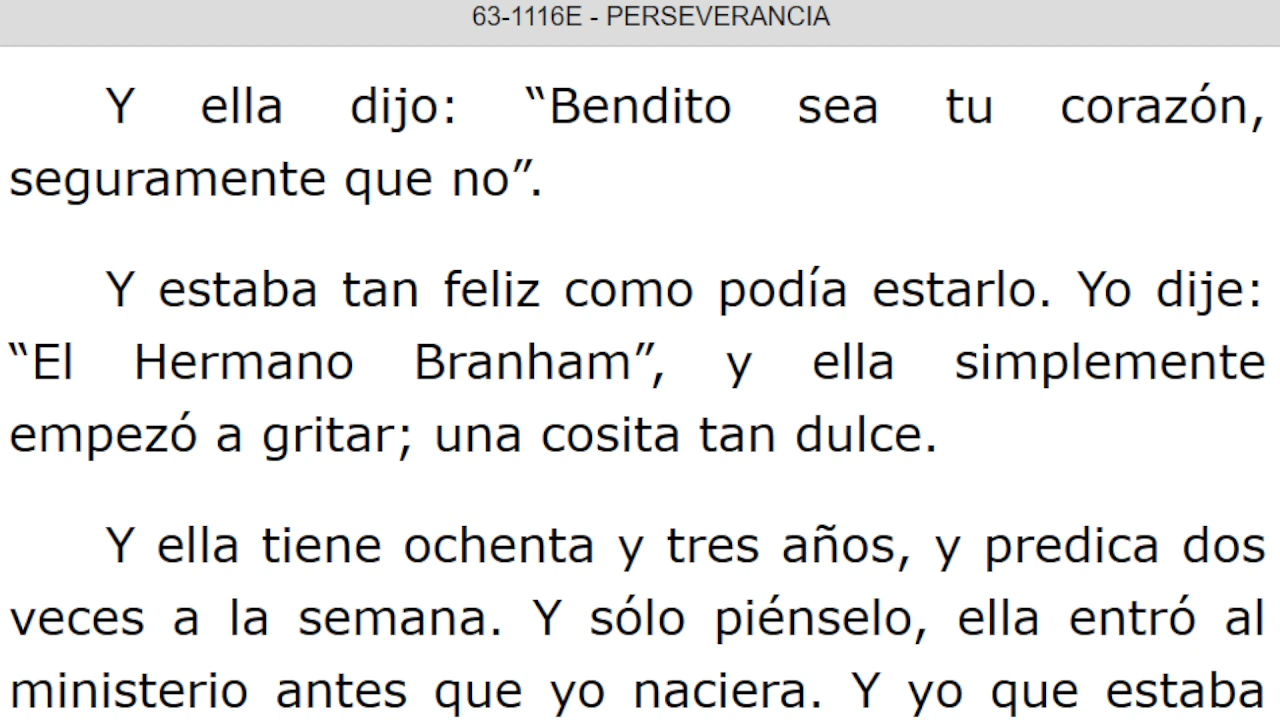 63-1116E - PERSEVERANCIA
Y ella dijo: “Bendito sea tu corazón,
seguramente que no”.
Y estaba tan feliz como podía estarlo. Yo dije:
“El Hermano Branham”, y ella simplemente
empezó a gritar; una cosita tan dulce.
Y ella tiene ochenta y tres años, y predica dos
veces a la semana. Y sólo piénselo, ella entró al
ministerio antes que yo naciera. Y yo que estaba